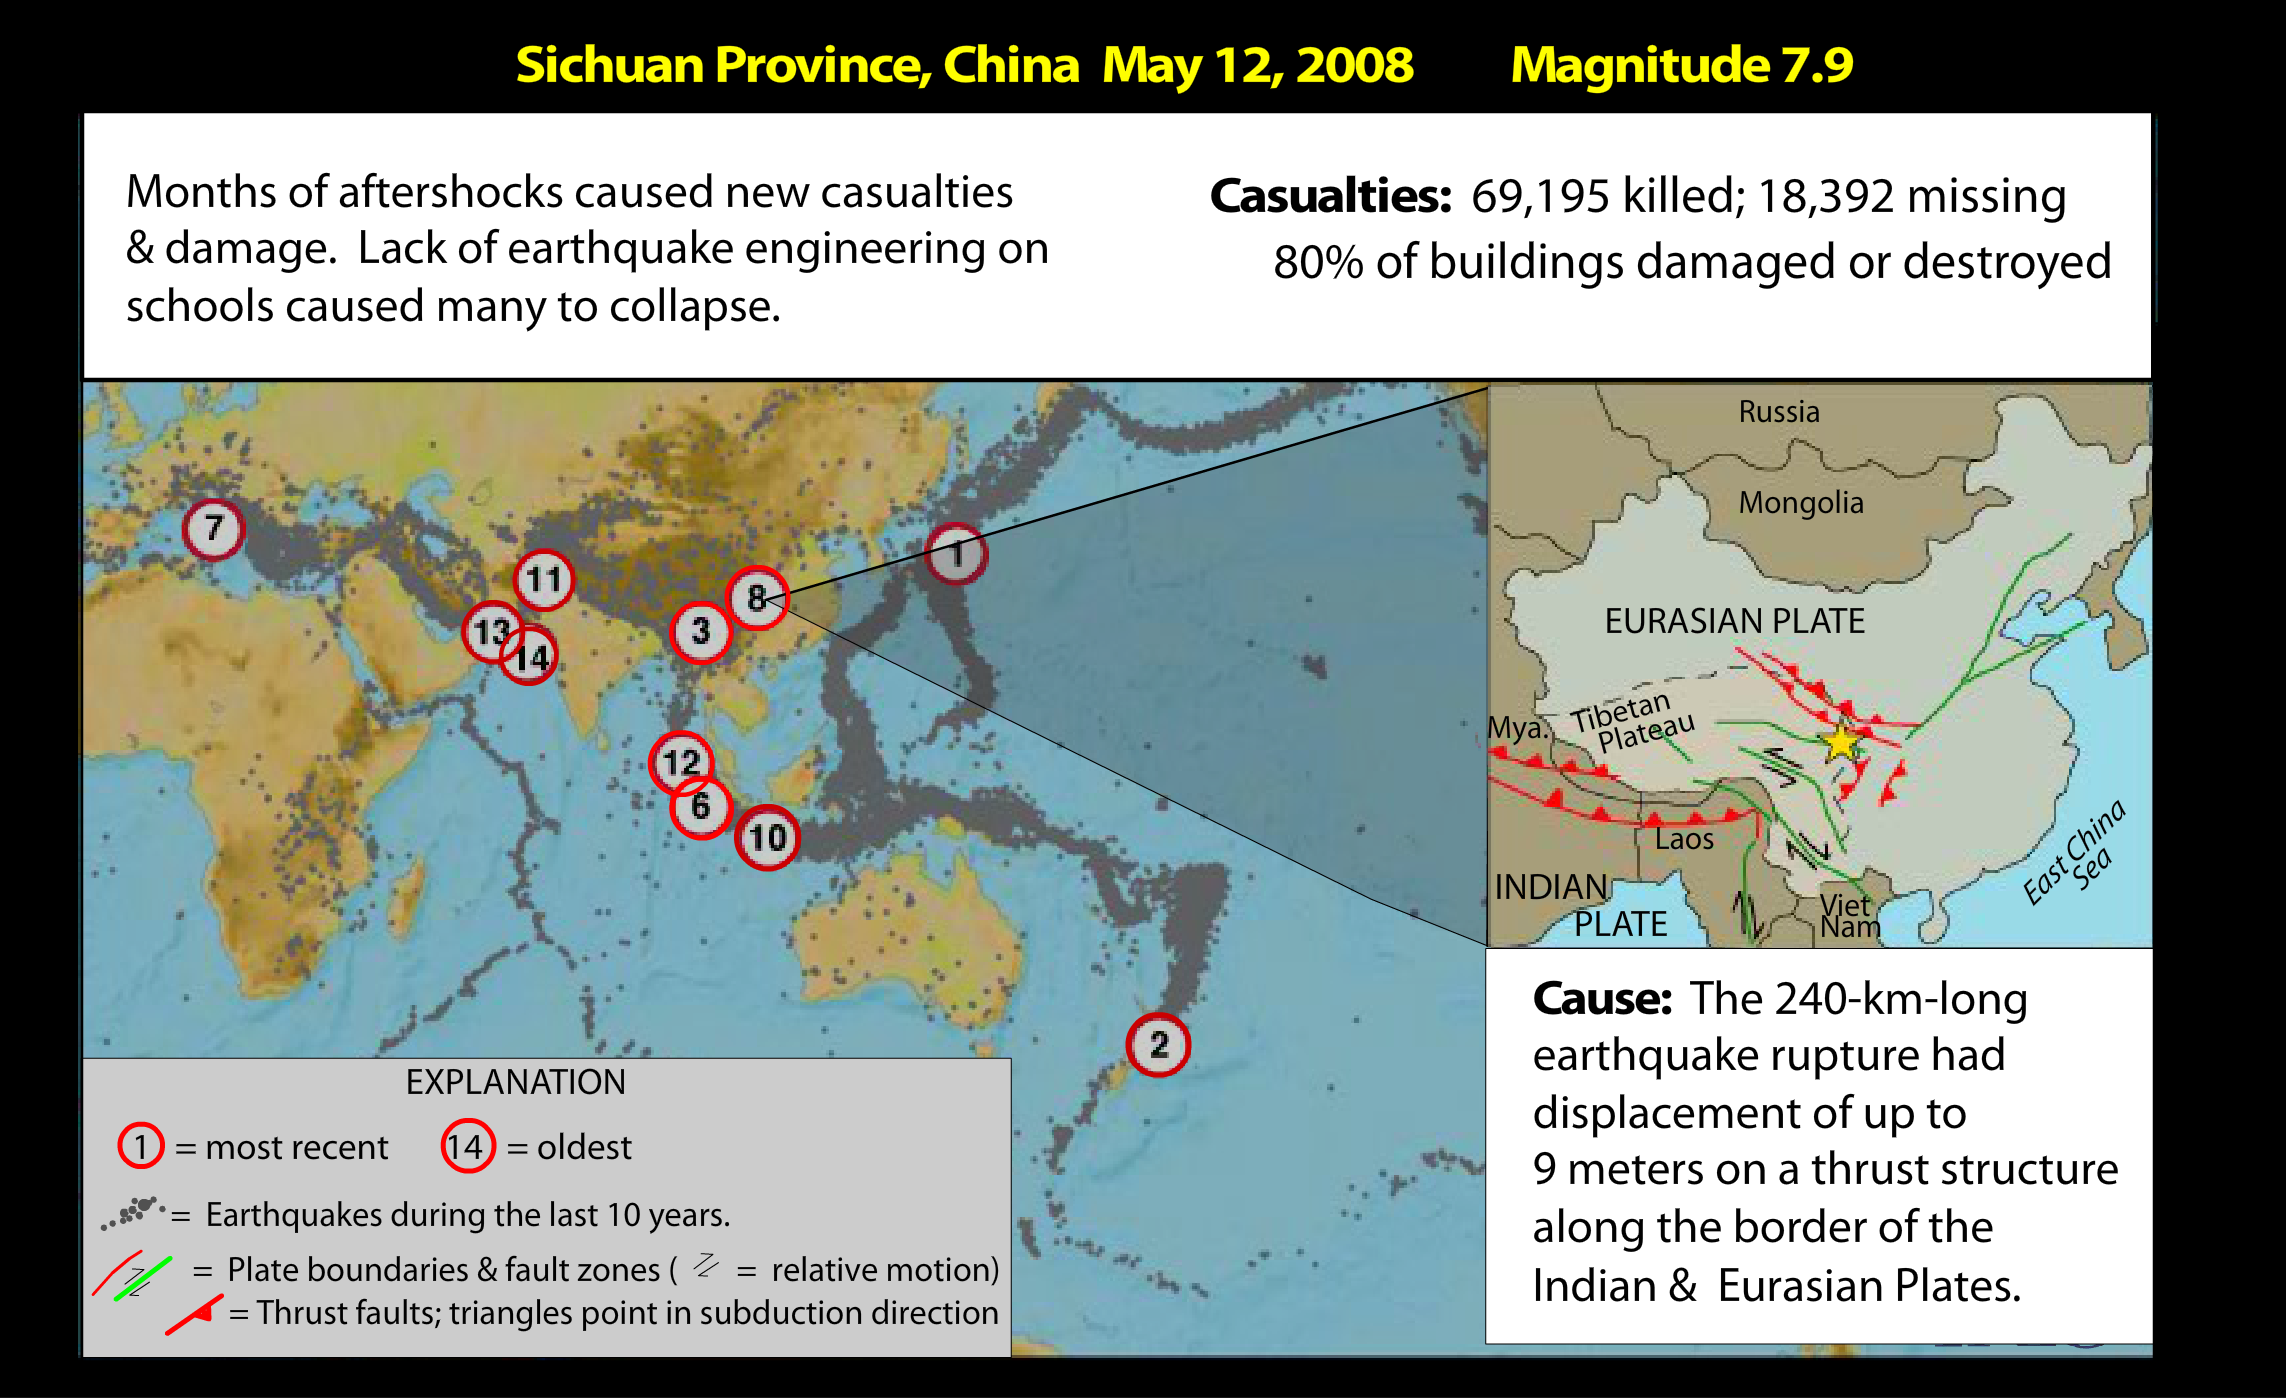 Sichuan Province, China  May 12, 2008  Magnitude 7.9
Months of aftershocks caused new casualties
& damage.  Lack of earthquake engineering on
schools caused many to collapse.
Casualties:  69,195 killed; 18,392 missing
80% of buildings damaged or destroyed
7
11
13
14
8
3
1
12
6
10
2
Russia
Mongolia
EURASIAN PLATE
Tibetan
Plateau
Mya.
Laos
INDIAN
PLATE
Viet
Nam
East China
Sea
EXPLANATION
1 = most recent  14 = oldest
= Earthquakes during the last 10 years.
= Plate boundaries & fault zones (  = relative motion)
= Thrust faults; triangles point in subduction direction
Cause:  The 240-km-long
earthquake rupture had
displacement of up to
9 meters on a thrust structure
along the border of the
Indian &  Eurasian Plates.